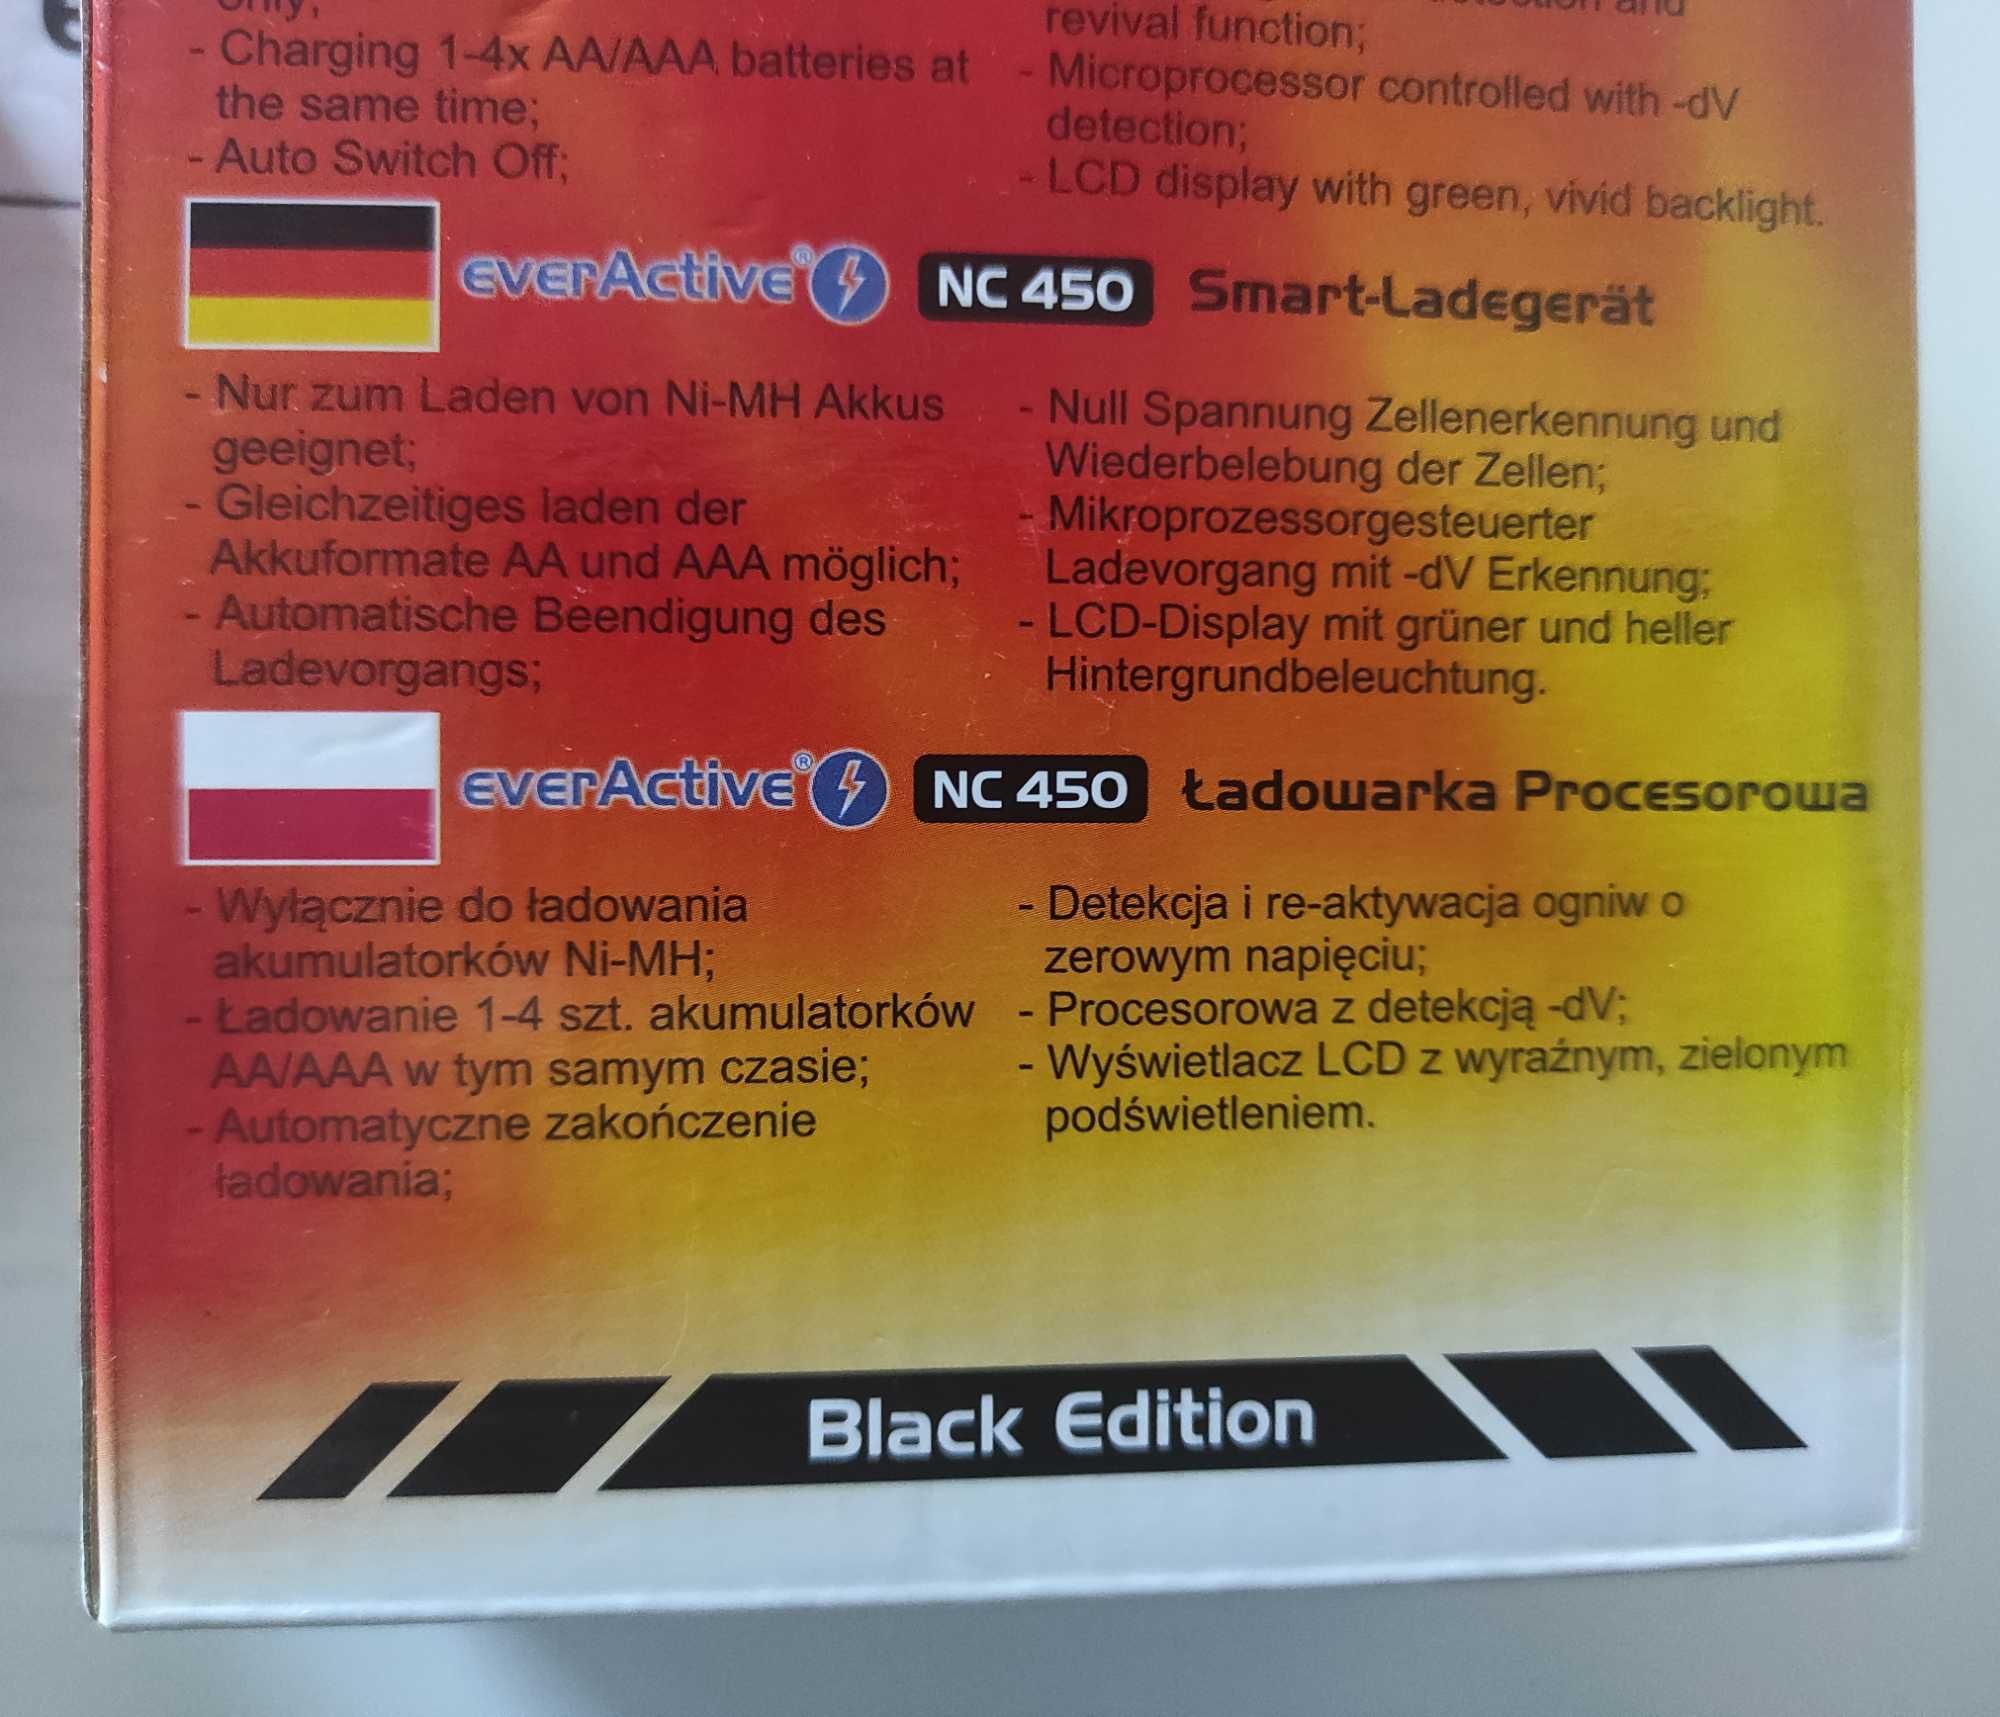 only;
- Charging 1-4x AA/AAA batteries at
the same time;
- Auto Switch Off;
and
revival function;
- Microprocessor controlled with -dV
detection;
- LCD display with green, vivid backlight.
everActive® NC 450 Smart-Ladegerät
- Nur zum Laden von Ni-MH Akkus
geeignet;
- Gleichzeitiges laden der
Akkuformate AA und AAA möglich;
- Automatische Beendigung des
Ladevorgangs;
- Null Spannung Zellenerkennung und
Wiederbelebung der Zellen;
- Mikroprozessorgesteuerter
Ladevorgang mit -dV Erkennung;
- LCD-Display mit grüner und heller
Hintergrundbeleuchtung.
everActive® NC 450 Ładowarka Procesorowa
- Wyłącznie do ładowania
akumulatorków Ni-MH;
- Ładowanie 1-4 szt. akumulatorków
AA/AAA w tym samym czasie;
- Automatyczne zakończenie
ładowania;
- Detekcja i re-aktywacja ogniw o
zerowym napięciu;
- Procesorowa z detekcją -dV;
- Wyświetlacz LCD z wyraźnym, zielonym
podświetleniem.
Black Edition